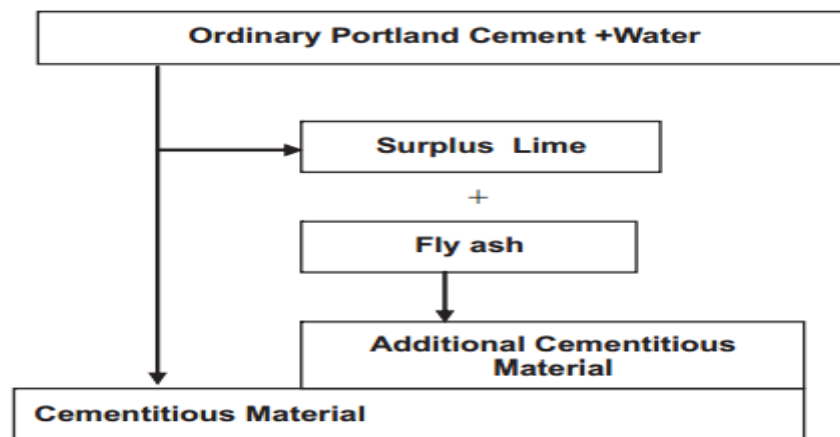 Ordinary Portland Cement +Water
Surplus Lime
+
Fly ash
Additional Cementitious
Material
Cementitious Material